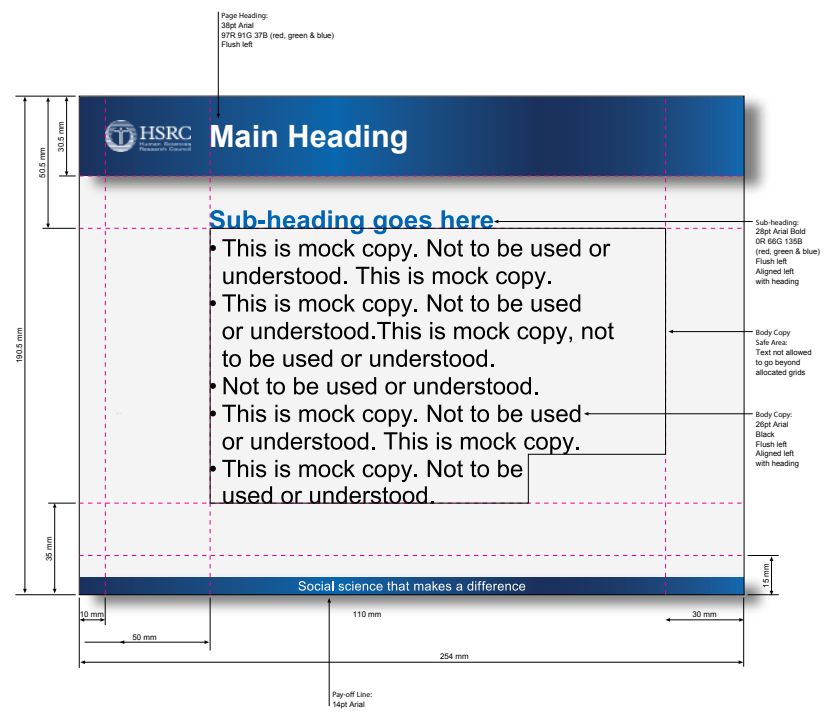 Page Heading:
38pt Arial
97R 91G 37B (red, green & blue)
Flush left
30.5 mm
50.5 mm
190.5 mm
HSRC
Human Sciences
Research Council
Main Heading
Sub-heading goes here
• This is mock copy. Not to be used or
understood. This is mock copy.
• This is mock copy. Not to be used
or understood.This is mock copy, not
to be used or understood.
• Not to be used or understood.
• This is mock copy. Not to be used
or understood. This is mock copy.
• This is mock copy. Not to be
used or understood.
Sub-heading:
28pt Arial Bold
0R 66G 135B
(red, green & blue)
Flush left
Aligned left
with heading
Body Copy
Safe Area:
Text not allowed
to go beyond
allocated grids
Body Copy:
26pt Arial
Black
Flush left
Aligned left
with heading
35 mm
15 mm
Social science that makes a difference
10 mm
110 mm
30 mm
50 mm
254 mm
Pay-off Line:
14pt Arial